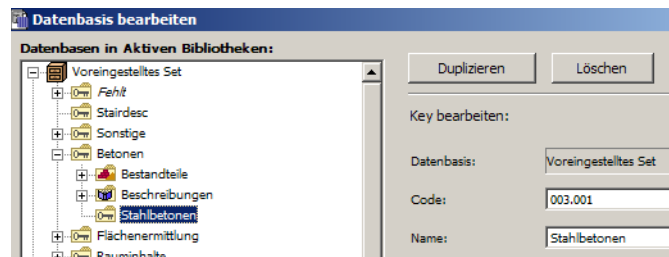 Datenbasis bearbeiten
Datenbasen in Aktiven Bibliotheken:
Voreingestelltes Set
Fehlt
Stairdesc
Sonstige
Betonen
Bestandteile
Beschreibungen
Stahlbetonen
Flächenermittlung
Rauminhalte
Duplizieren Löschen
Key bearbeiten:
Datenbasis: Voreingestelltes Set
Code: 003.001
Name: Stahlbetonen